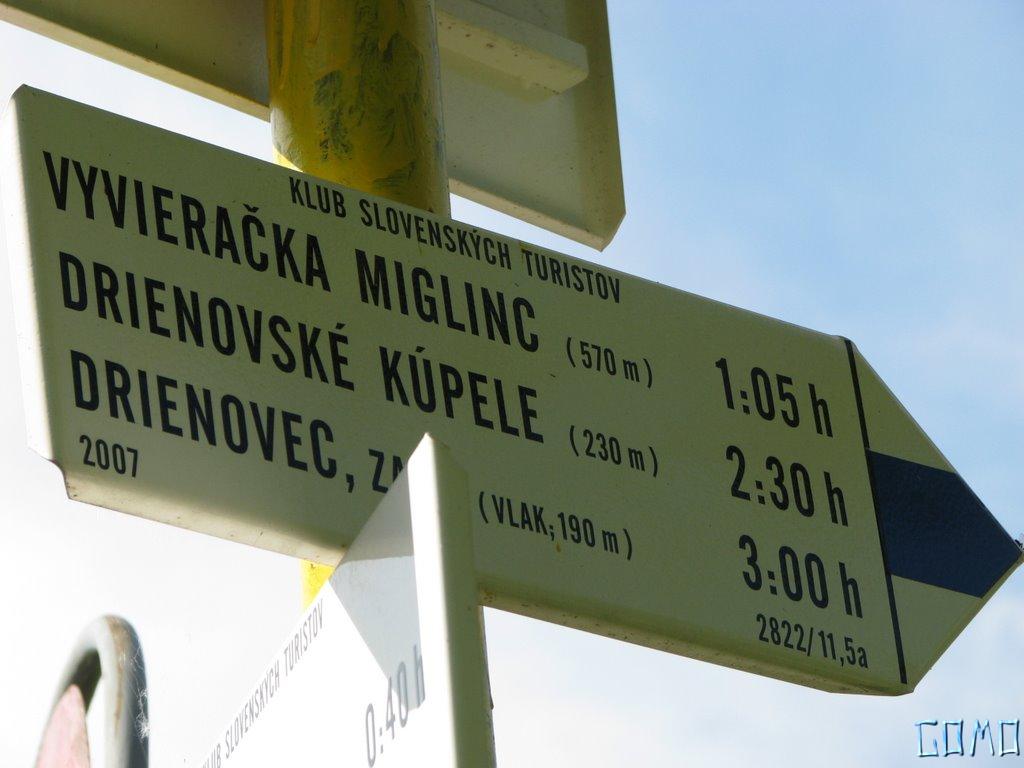 KLUB SLOVENSKÝCH TURISTOV
VYVIERAČKA MIGLINC (570 m) 1:05 h
DRIENOVSKÉ KÚPELE (230 m) 2:30 h
DRIENOVEC, (VLAK; 190 m) 3:00 h
2007
2822/11,5a
KLUB SLOVENSKÝCH TURISTOV
0:40 h
GOMO